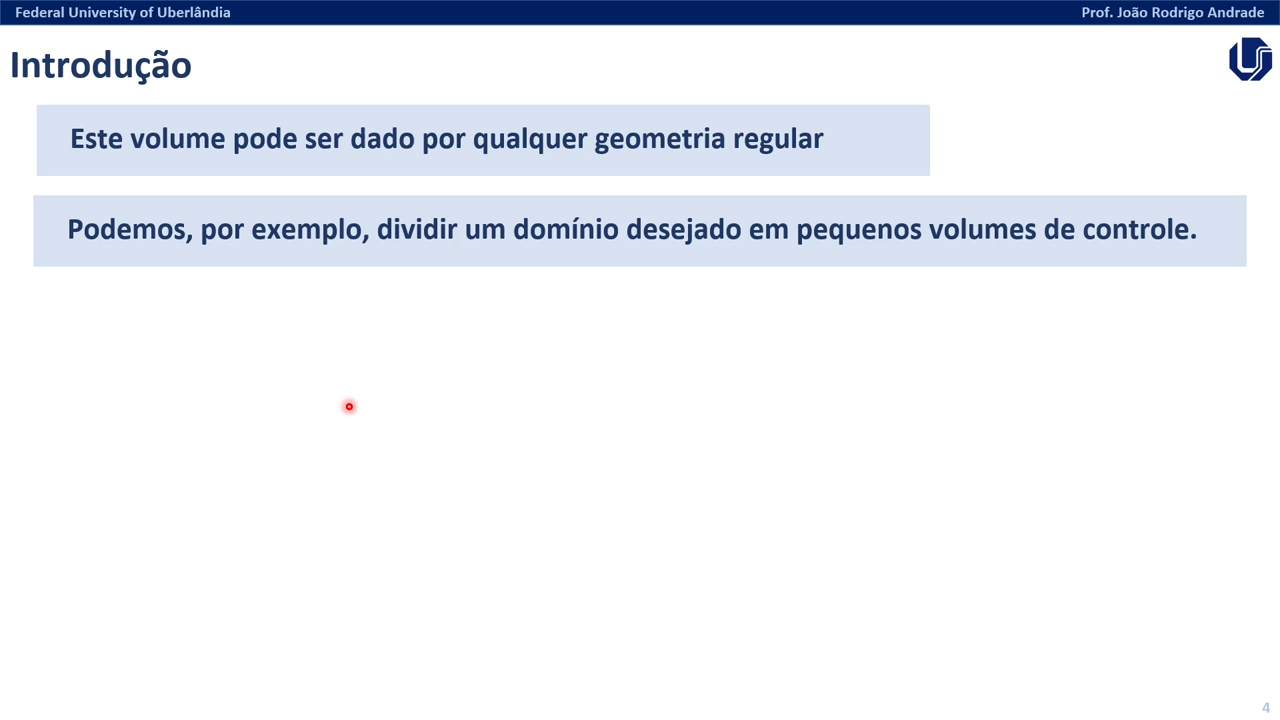 Federal University of Uberlândia
Prof. João Rodrigo Andrade
Introdução
Este volume pode ser dado por qualquer geometria regular
Podemos, por exemplo, dividir um domínio desejado em pequenos volumes de controle.
4